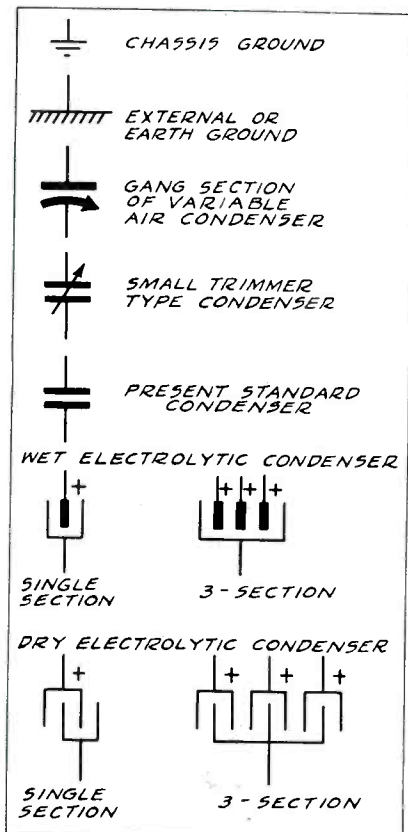 CHASSIS GROUND
EXTERNAL OR
EARTH GROUND
GANG SECTION
OF VARIABLE
AIR CONDENSER
SMALL TRIMMER
TYPE CONDENSER
PRESENT STANDARD
CONDENSER
WET ELECTROLYTIC CONDENSER
+
+ + +
SINGLE
SECTION
3-SECTION
DRY ELECTROLYTIC CONDENSER
+
+ + +
SINGLE
SECTION
3-SECTION